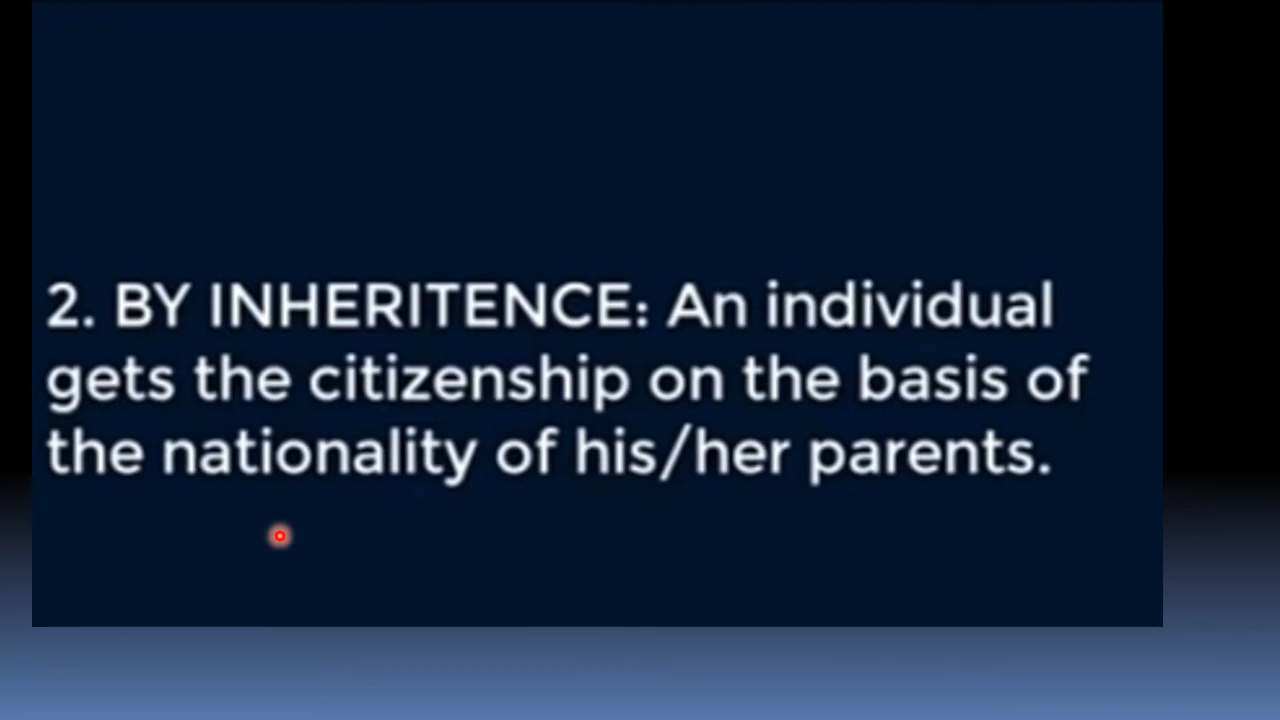 2. BY INHERITENCE: An individual
gets the citizenship on the basis of
the nationality of his/her parents.